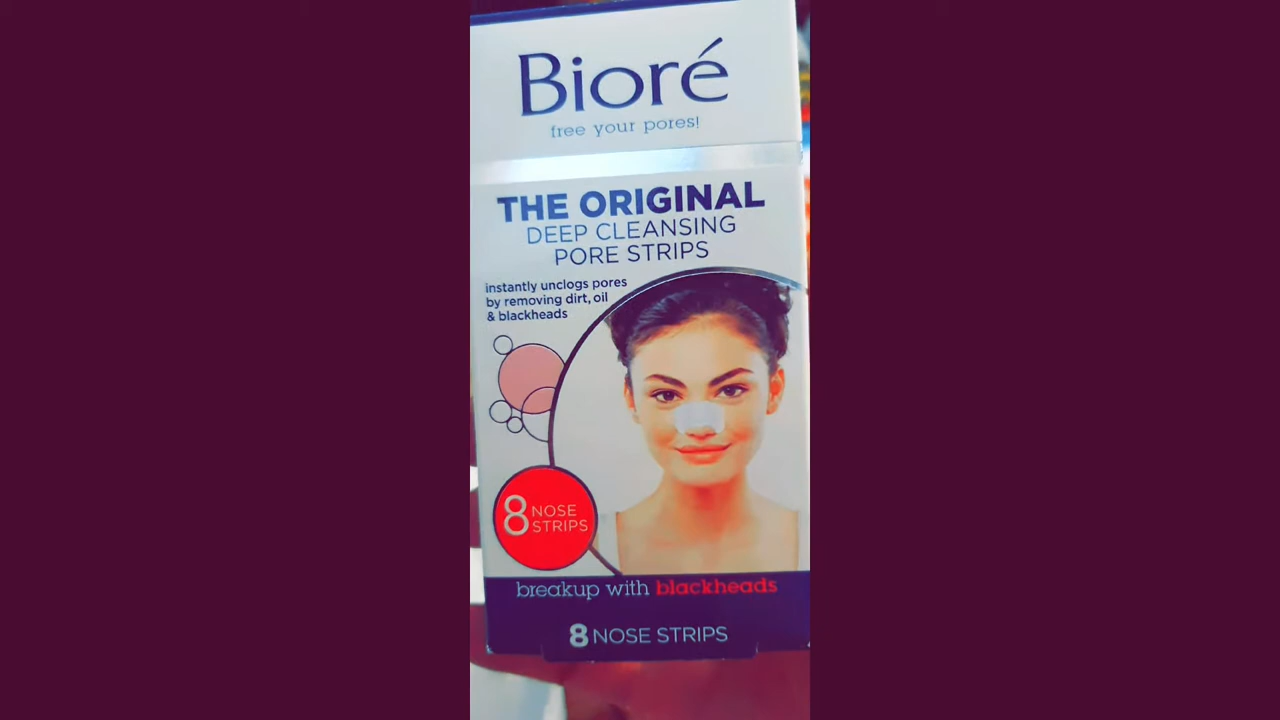 Bioré
free your pores!
THE ORIGINAL
DEEP CLEANSING
PORE STRIPS
instantly unclogs pores
by removing dirt, oil
& blackheads
8 NOSE
STRIPS
breakup with blackheads
8 NOSE STRIPS